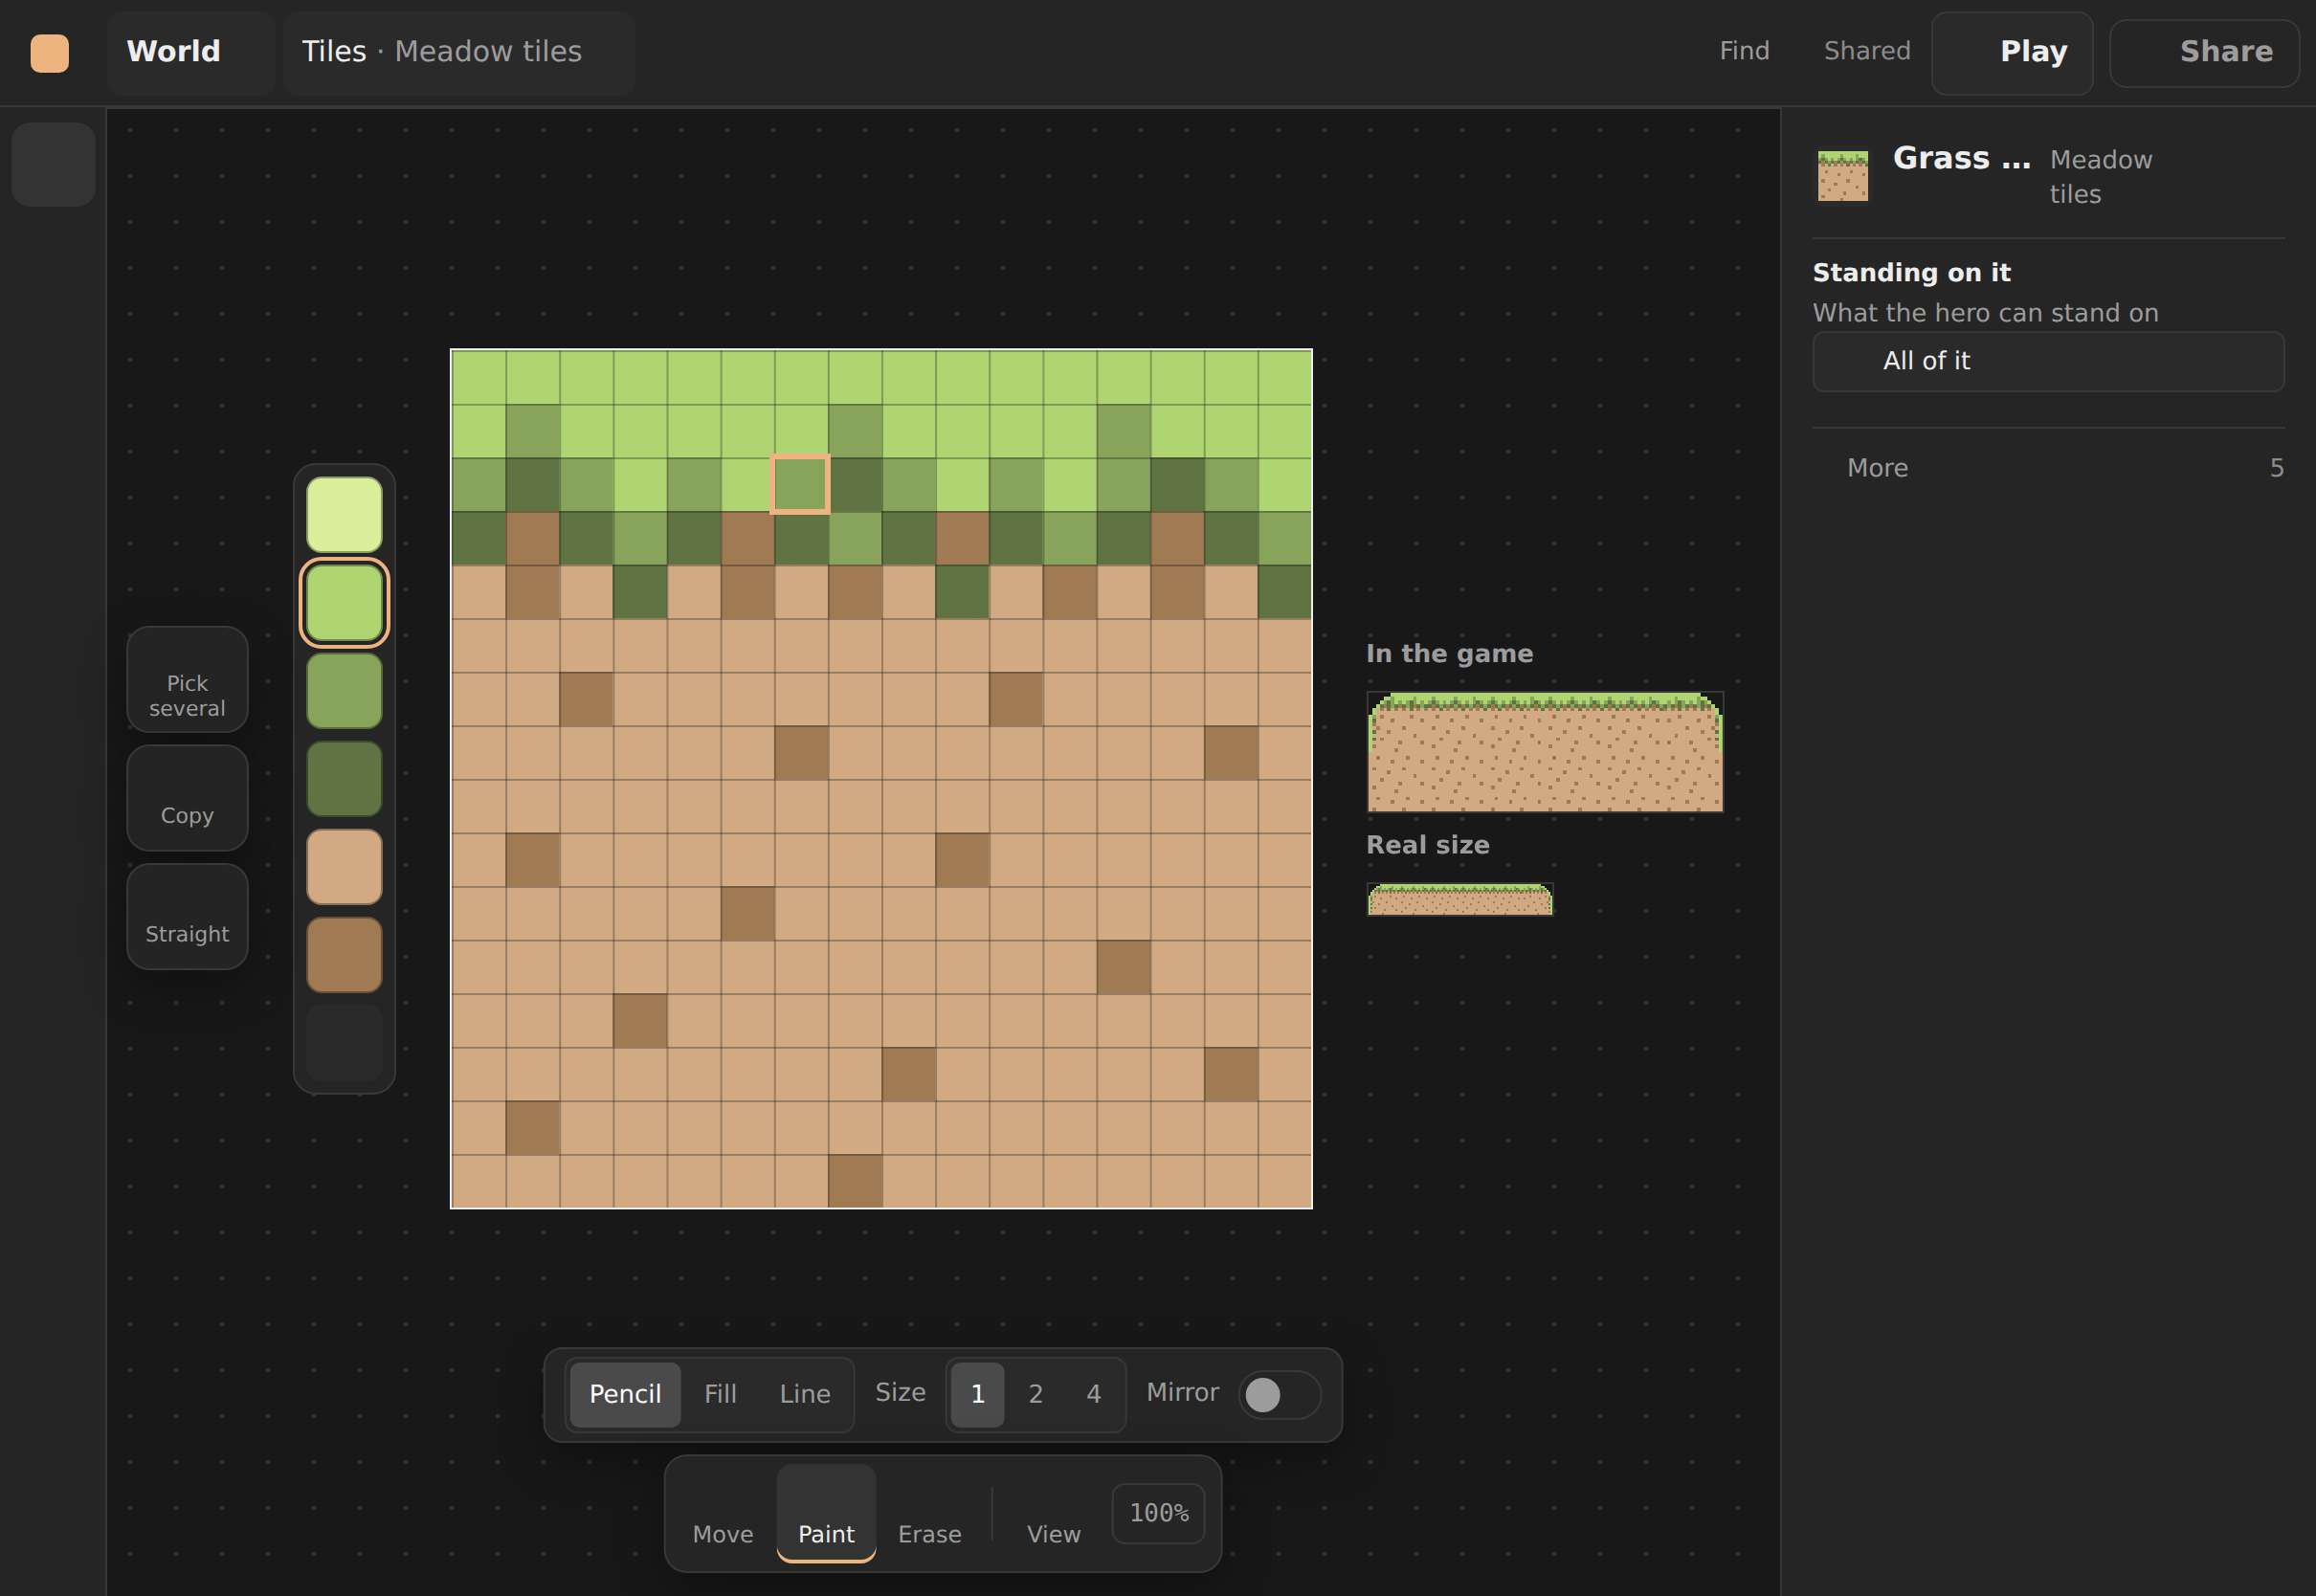 World
Tiles · Meadow tiles
Find
Shared
Play
Share
Grass ...
Meadow
tiles
Standing on it
What the hero can stand on
All of it
More
5
Pick
several
Copy
Straight
In the game
Real size
Pencil
Fill
Line
Size
1
2
4
Mirror
Move
Paint
Erase
View
100%